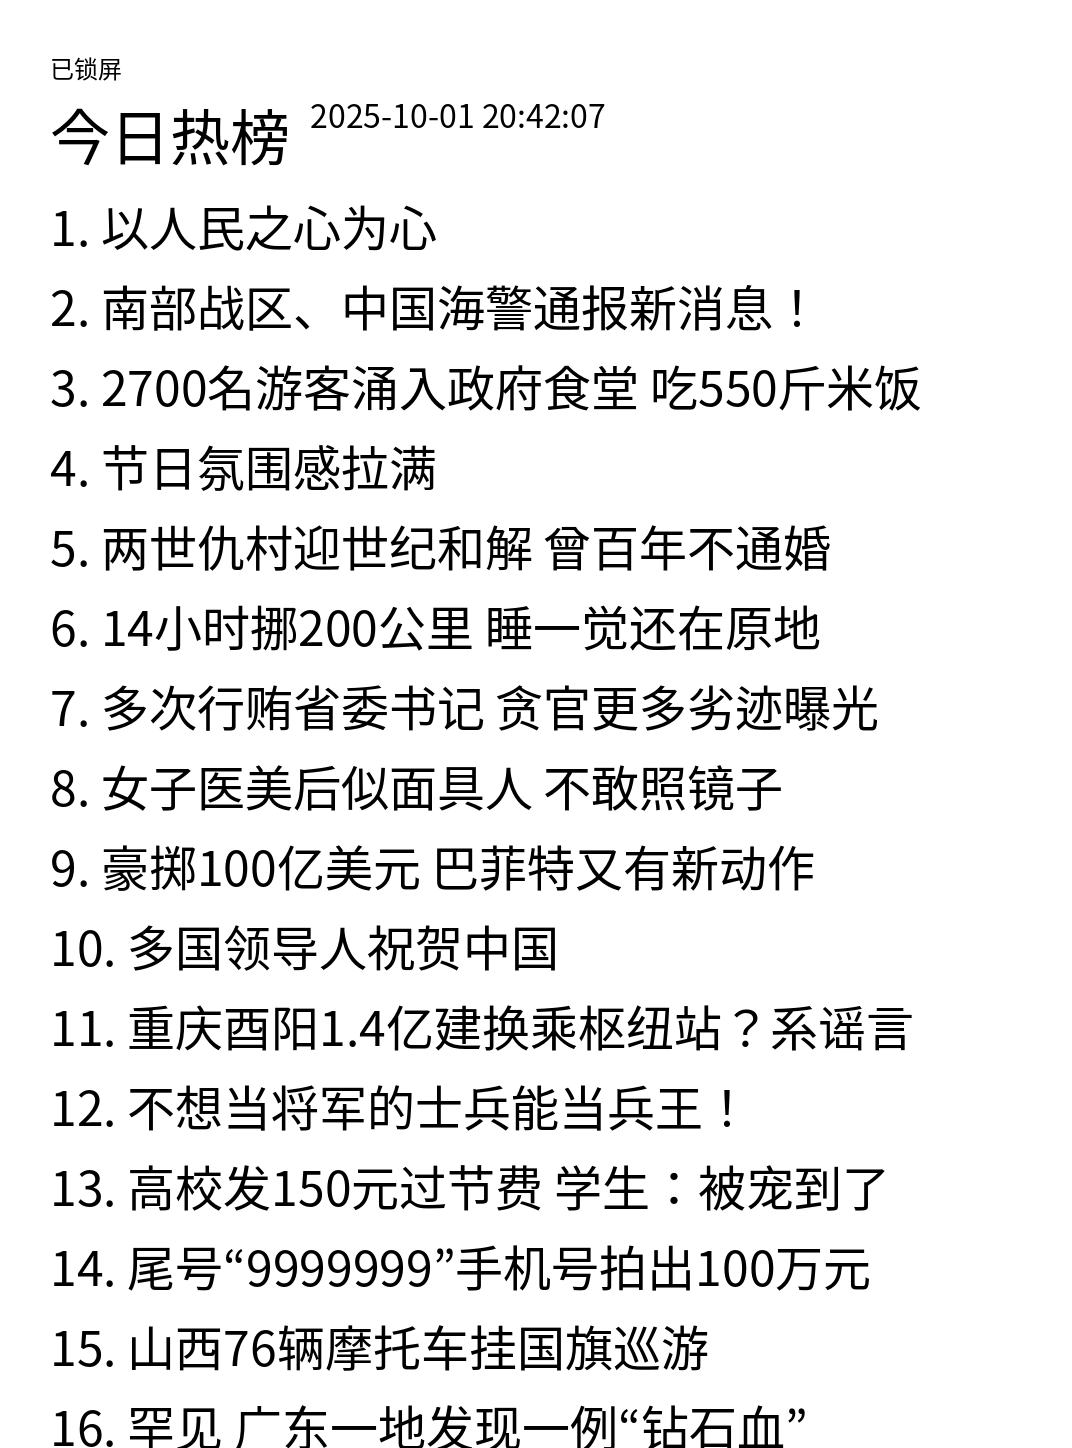 已锁屏
今日热榜 2025-10-01 20:42:07
1. 以人民之心为心
2. 南部战区、中国海警通报新消息！
3. 2700名游客涌入政府食堂 吃550斤米饭
4. 节日氛围感拉满
5. 两世仇村迎世纪和解 曾百年不通婚
6. 14小时挪200公里 睡一觉还在原地
7. 多次行贿省委书记 贪官更多劣迹曝光
8. 女子医美后似面具人 不敢照镜子
9. 豪掷100亿美元 巴菲特又有新动作
10. 多国领导人祝贺中国
11. 重庆酉阳1.4亿建换乘枢纽站？系谣言
12. 不想当将军的士兵能当兵王！
13. 高校发150元过节费 学生：被宠到了
14. 尾号“9999999”手机号拍出100万元
15. 山西76辆摩托车挂国旗巡游
16. 罕见 广东一地发现一例“钻石血”